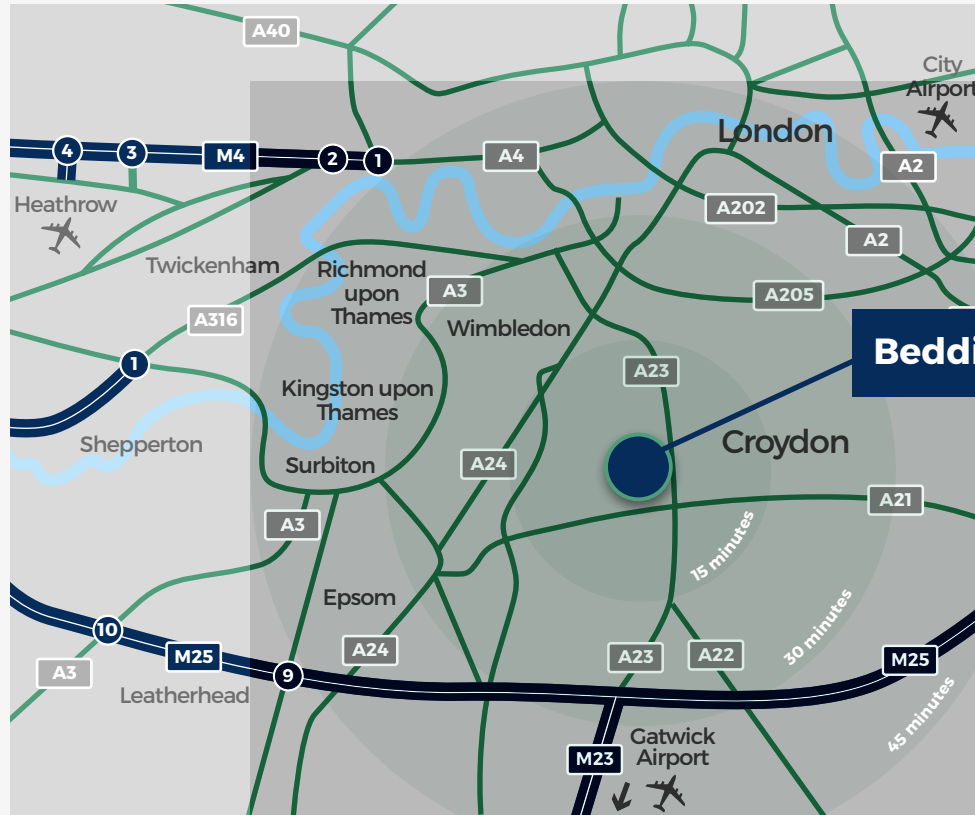 A40
City
Airport
4
3
M4
2
1
A4
London
A2
Heathrow
A202
A2
Twickenham
Richmond
upon
Thames
A3
A205
A316
Wimbledon
1
Beddi
A23
Kingston upon
Thames
Shepperton
Croydon
Surbiton
A24
A21
A3
15 minutes
Epsom
30 minutes
10
M25
A24
A23
A22
M25
A3
9
Leatherhead
45 minutes
M23
Gatwick
Airport